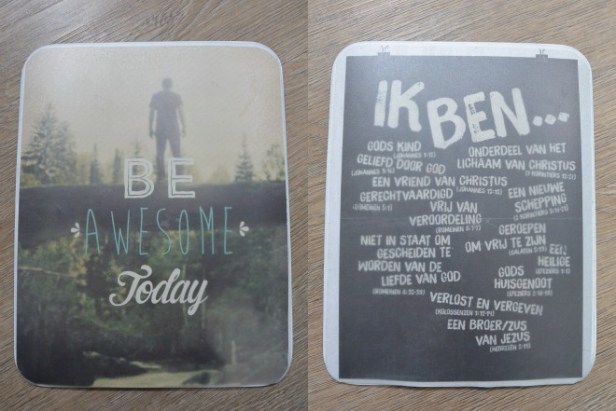 BE
AWESOME
Today
IK BEN...
GODS KIND
ONDERDEEL VAN HET
LICHAAM VAN CHRISTUS
GELIEFD DOOR GOD
EEN VRIEND VAN CHRISTUS
GERECHTVAARDIGD
EEN NIEUWE
SCHEPPING
VRIJ VAN
VEROORDELING
GEROEPEN
OM VRIJ TE ZIJN
NIET IN STAAT OM
GESCHEIDEN TE
WORDEN VAN DE
LIEFDE VAN GOD
EEN
HEILIGE
GODS
HUISGENOOT
VERLOST EN VERGEVEN
EEN BROER/ZUS
VAN JEZUS